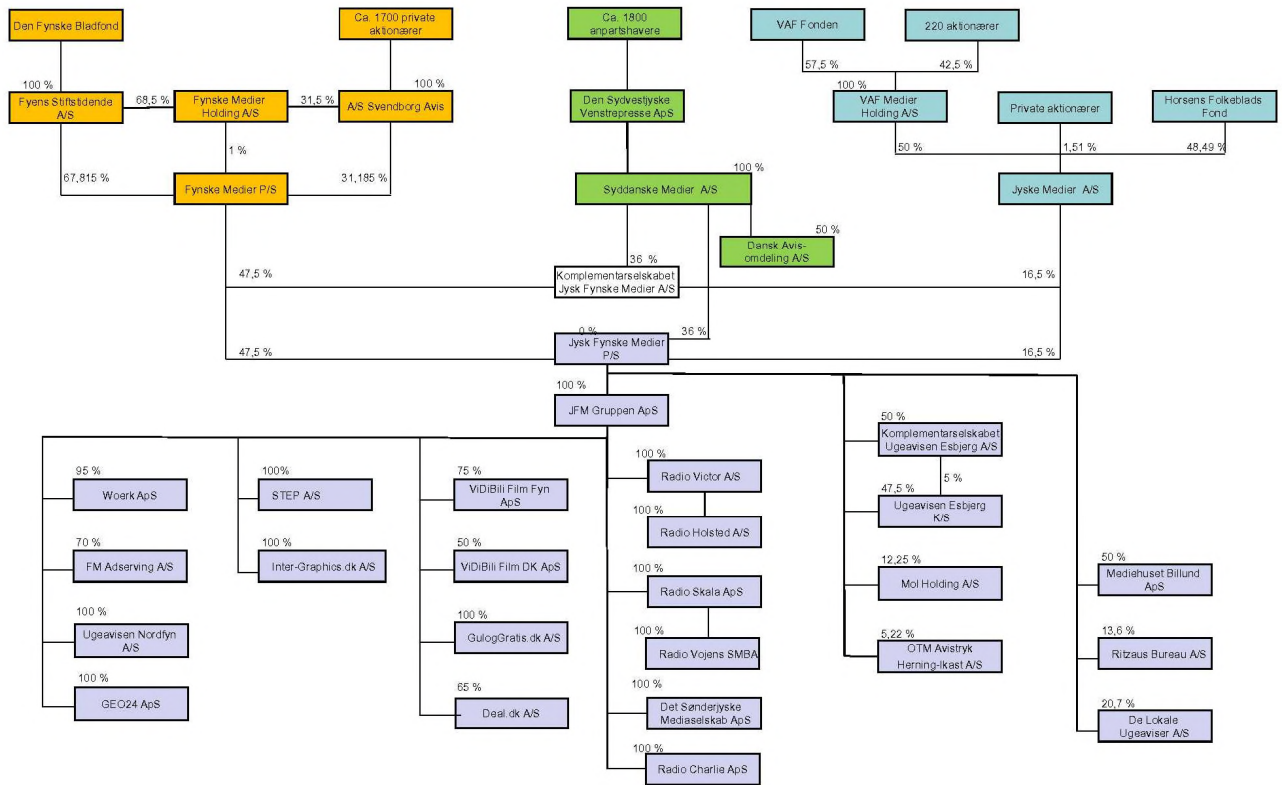 Den Fynske Bladfond
Ca. 1700 private
aktionærer
Ca. 1800
anpartshavere
VAF Fonden
220 aktionærer
57,5 %
42,5 %
100 %
100 %
100 %
Fyens Stiftstidende
A/S
68,5 %
Fynske Medier
Holding A/S
31,5 %
A/S Svendborg Avis
Den Sydvestjyske
Venstrepresse ApS
VAF Medier
Holding A/S
Private aktionærer
Horsens Folkeblads
Fond
1 %
50 %
1,51 %
48,49 %
67,815 %
31,185 %
100 %
Fynske Medier P/S
Syddanske Medier A/S
Jyske Medier A/S
50 %
Dansk Avis-
omdeling A/S
36 %
47,5 %
Komplementarselskabet
Jysk Fynske Medier A/S
16,5 %
0 %
36 %
47,5 %
Jysk Fynske Medier
P/S
16,5 %
100 %
JFM Gruppen ApS
95 %
Woerk ApS
70 %
FM Adserving A/S
100 %
Ugeavisen Nordfyn
A/S
100 %
GEO24 ApS
100%
STEP A/S
100 %
Inter-Graphics.dk A/S
75 %
ViDiBili Film Fyn
ApS
50 %
ViDiBili Film DK ApS
100 %
GulogGratis.dk A/S
65 %
Deal.dk A/S
100 %
Radio Victor A/S
100 %
Radio Holsted A/S
100 %
Radio Skala ApS
100 %
Radio Vojens SMBA
100 %
Det Sønderjyske
Mediaselskab ApS
100 %
Radio Charlie ApS
50 %
Komplementarselskabet
Ugeavisen Esbjerg A/S
5 %
47,5 %
Ugeavisen Esbjerg
K/S
12,25 %
Mol Holding A/S
5,22 %
OTM Avistryk
Herning-Ikast A/S
50 %
Mediehuset Billund
ApS
13,6 %
Ritzaus Bureau A/S
20,7 %
De Lokale
Ugeaviser A/S